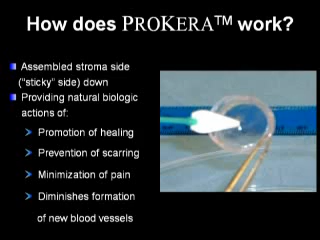 How does PROKERA™ work?
Assembled stroma side
("sticky" side) down
Providing natural biologic
actions of:
Promotion of healing
Prevention of scarring
Minimization of pain
Diminishes formation
of new blood vessels